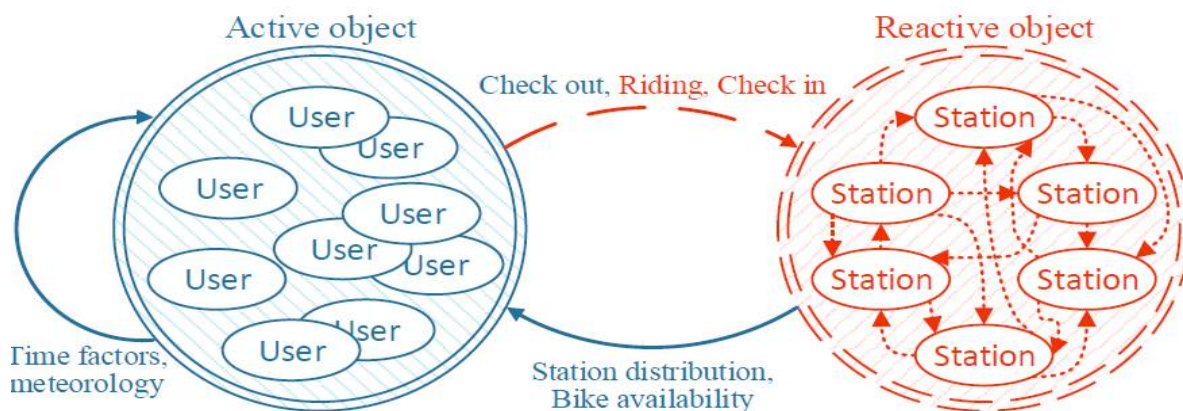 Active object
Reactive object
Check out, Riding, Check in
User
User
User
User
User
User
User
User
User
Station
Station
Station
Station
Station
Station
Time factors,
meteorology
Station distribution,
Bike availability